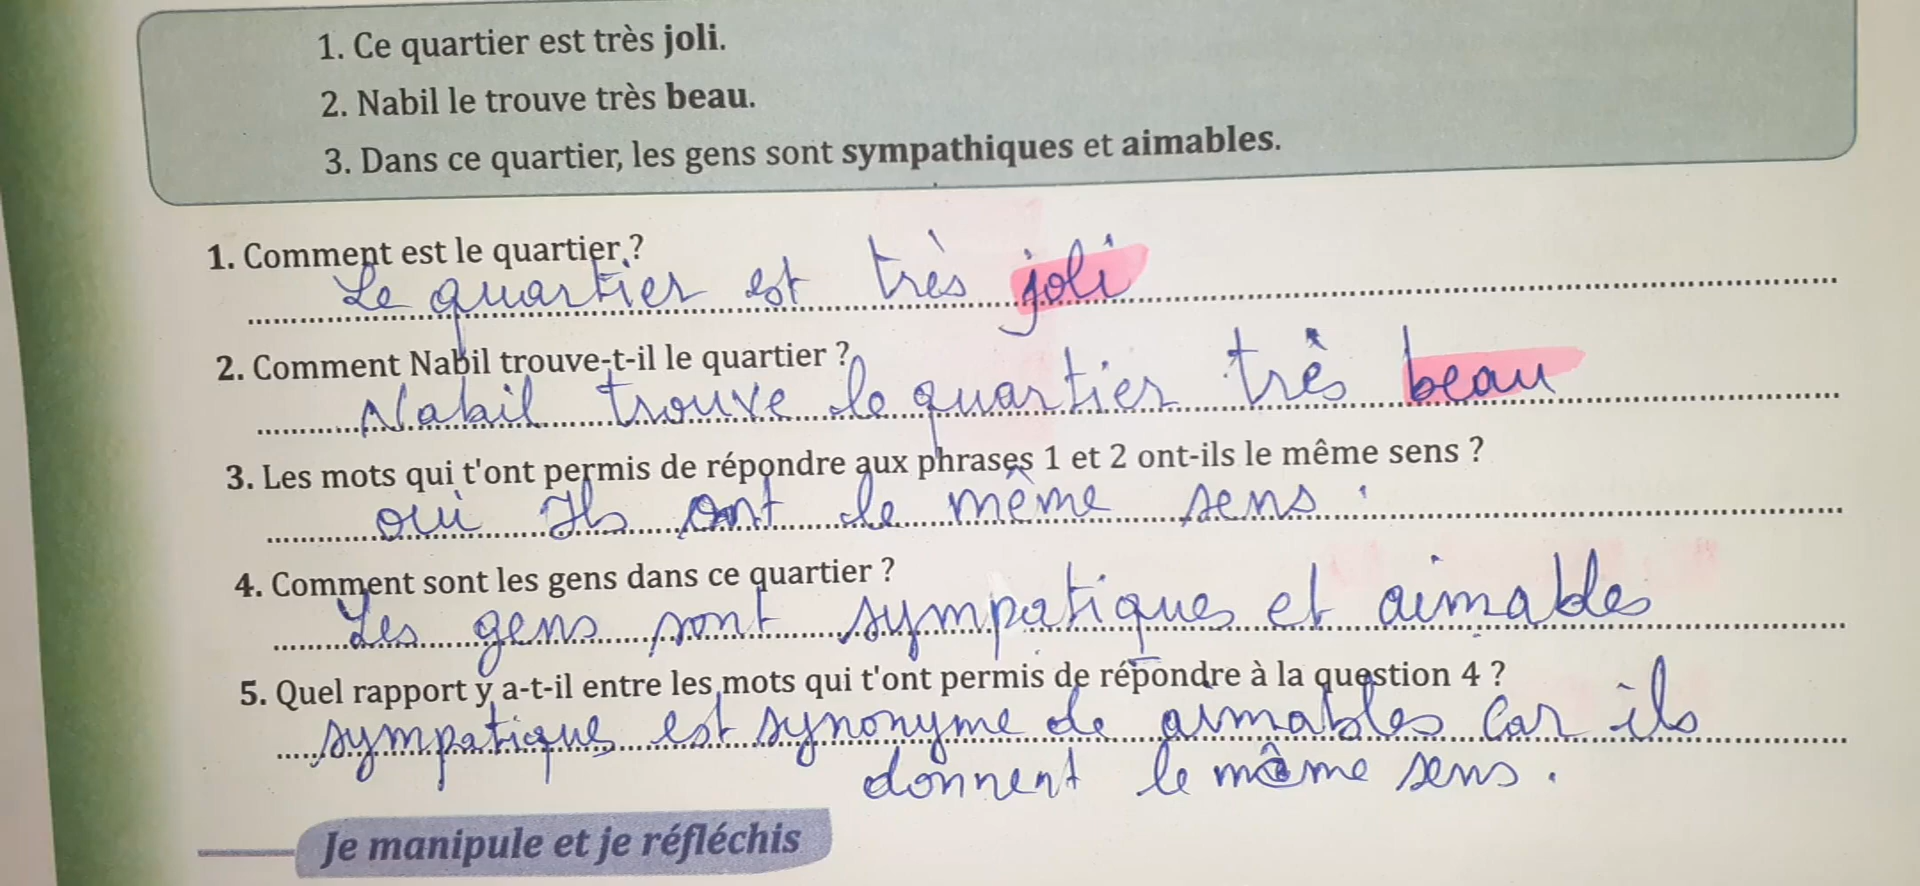 1. Ce quartier est très joli.
2. Nabil le trouve très beau.
3. Dans ce quartier, les gens sont sympathiques et aimables.
1. Comment est le quartier ?
Le quartier est très joli
2. Comment Nabil trouve-t-il le quartier ?
Nabil trouve le quartier très beau
3. Les mots qui t'ont permis de répondre aux phrases 1 et 2 ont-ils le même sens ?
oui Ils ont le même sens.
4. Comment sont les gens dans ce quartier ?
Les gens sont sympatiques et aimables
5. Quel rapport y a-t-il entre les mots qui t'ont permis de répondre à la question 4 ?
sympatique est synonyme de aimables car ils
donnent le même sens.
Je manipule et je réfléchis